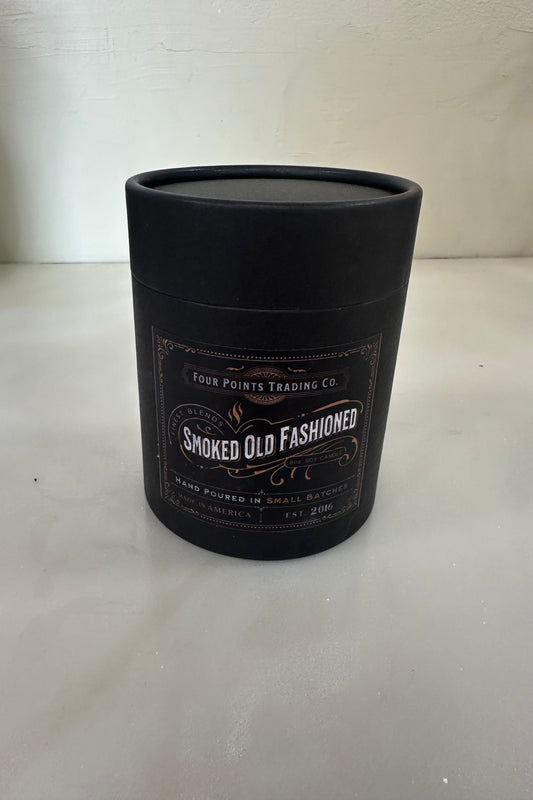 FOUR POINTS TRADING CO.
FINEST BLENDS
SMOKED OLD FASHIONED
8OZ SOY CANDLE
HAND POURED IN SMALL BATCHES
MADE IN AMERICA
EST. 2016